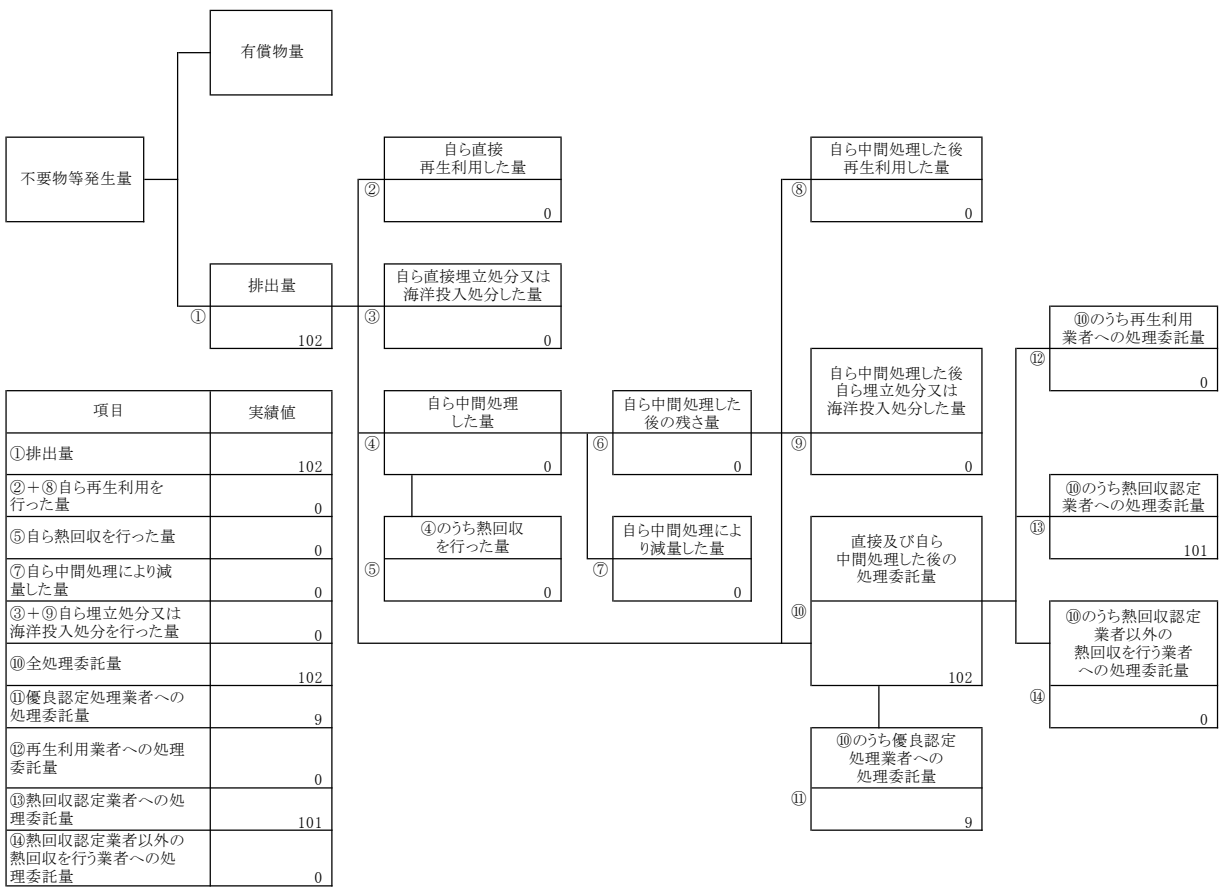 有償物量
不要物等発生量
自ら直接
再生利用した量
②
0
自ら中間処理した後
再生利用した量
⑧
0
排出量
①
102
自ら直接埋立処分又は
海洋投入処分した量
③
0
⑩のうち再生利用
業者への処理委託量
⑫
0
自ら中間処理
した量
④
0
自ら中間処理した
後の残さ量
⑥
0
自ら中間処理した後
自ら埋立処分又は
海洋投入処分した量
⑨
0
⑩のうち熱回収認定
業者への処理委託量
⑬
101
④のうち熱回収
を行った量
⑤
0
自ら中間処理によ
り減量した量
⑦
0
直接及び自ら
中間処理した後の
処理委託量
⑩
102
⑩のうち熱回収認定
業者以外の
熱回収を行う業者
への処理委託量
⑭
0
⑩のうち優良認定
処理業者への
処理委託量
⑪
9
項目 実績値
①排出量
102
②+⑧自ら再生利用を
行った量 0
⑤自ら熱回収を行った量
0
⑦自ら中間処理により減
量した量 0
③+⑨自ら埋立処分又は
海洋投入処分を行った量 0
⑩全処理委託量
102
⑪優良認定処理業者への
処理委託量 9
⑫再生利用業者への処理
委託量
0
⑬熱回収認定業者への処
理委託量 101
⑭熱回収認定業者以外の
熱回収を行う業者への処
理委託量 0